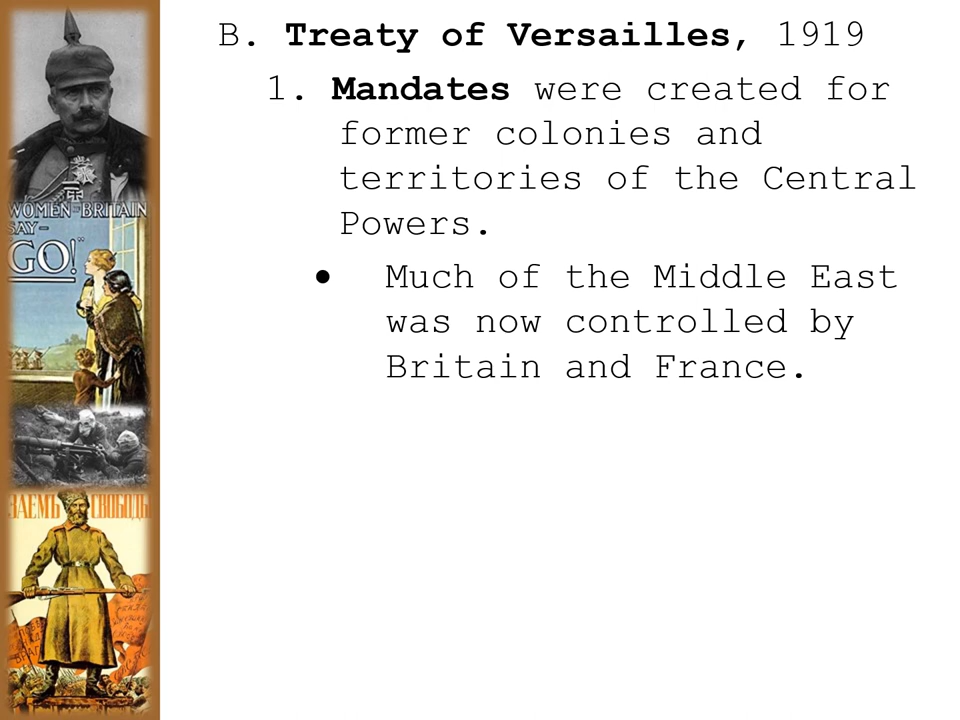 B. Treaty of Versailles, 1919
1. Mandates were created for
former colonies and
territories of the Central
Powers.
• Much of the Middle East
was now controlled by
Britain and France.
WOMEN OF BRITAIN
SAY-
"GO!"
ЗАЕМЪ СВОБОДЫ